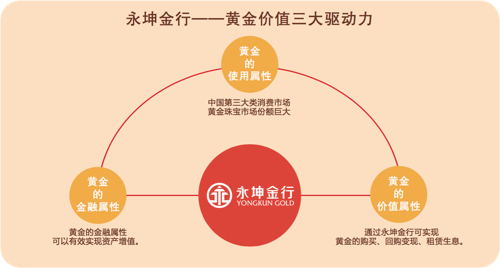 永坤金行——黄金价值三大驱动力
黄金
的
使用属性
中国第三大类消费市场
黄金珠宝市场份额巨大
黄金
的
金融属性
黄金的金融属性
可以有效实现资产增值。
永坤金行
YONGKUN GOLD
黄金
的
价值属性
通过永坤金行可实现
黄金的购买、回购变现、租赁生息。